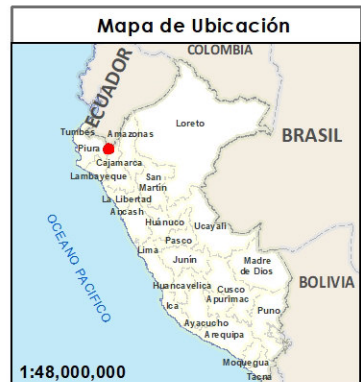 Mapa de Ubicación
COLOMBIA
ECUADOR
Tumbes
Amazonas
Loreto
Piura
BRASIL
Cajamarca
Lambayeque
San
Martín
La Libertad
Ancash
Huánuco
Ucayali
Pasco
OCEANO PACIFICO
Lima
Junín
Madre
de Dios
Huancavelica
Cusco
BOLIVIA
Apurimac
Ica
Puno
Ayacucho
Arequipa
Moquegua
1:48,000,000
Tacna